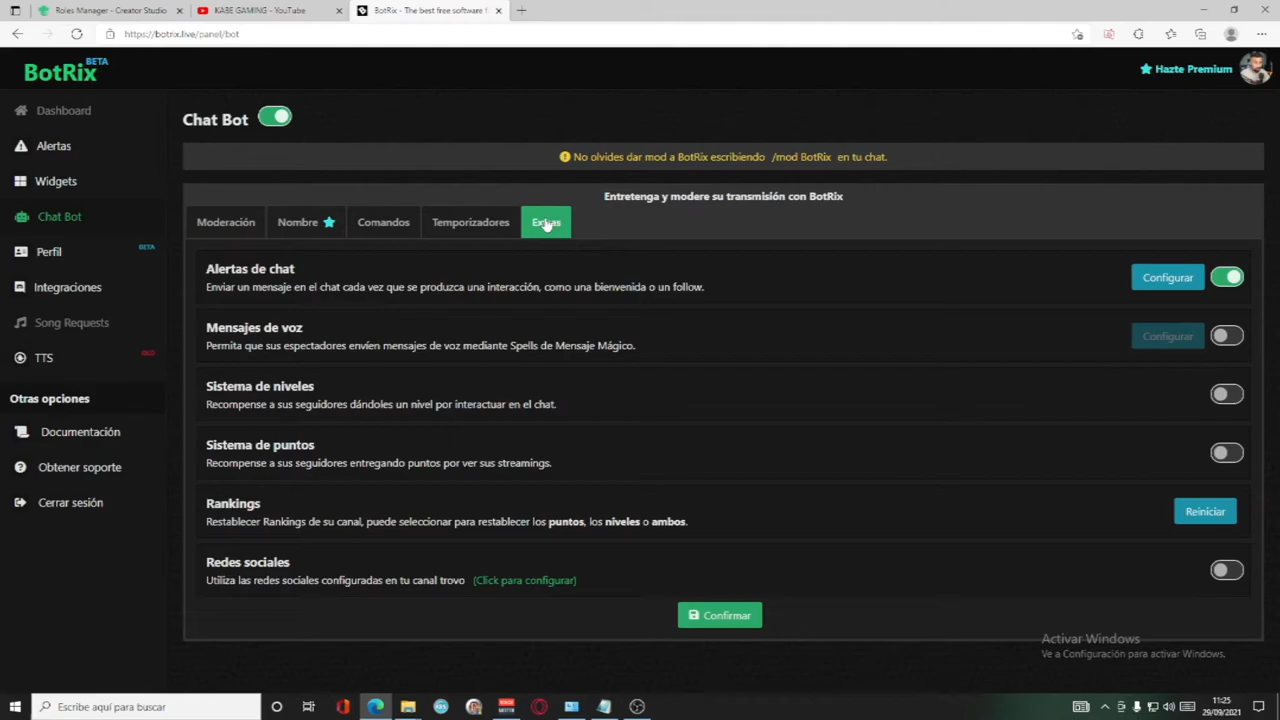 Roles Manager - Creator Studio
KABE GAMING - YouTube
BotRix - The best free software f
https://botrix.live/panel/bot
BotRix
BETA
Hazte Premium
Dashboard
Alertas
Widgets
Chat Bot
Perfil
BETA
Integraciones
Song Requests
TTS
Otras opciones
Documentación
Obtener soporte
Cerrar sesión
Chat Bot
No olvides dar mod a BotRix escribiendo /mod BotRix en tu chat.
Entretenga y modere su transmisión con BotRix
Moderación
Nombre
Comandos
Temporizadores
Extras
Alertas de chat
Enviar un mensaje en el chat cada vez que se produzca una interacción, como una bienvenida o un follow.
Configurar
Mensajes de voz
Permita que sus espectadores envíen mensajes de voz mediante Spells de Mensaje Mágico.
Configurar
Sistema de niveles
Recompense a sus seguidores dándoles un nivel por interactuar en el chat.
Sistema de puntos
Recompense a sus seguidores entregando puntos por ver sus streamings.
Rankings
Restablecer Rankings de su canal, puede seleccionar para restablecer los puntos, los niveles o ambos.
Reiniciar
Redes sociales
Utiliza las redes sociales configuradas en tu canal trovo (Click para configurar)
Confirmar
Activar Windows
Ve a Configuración para activar Windows.
Escribe aquí para buscar
11:25
29/09/2021